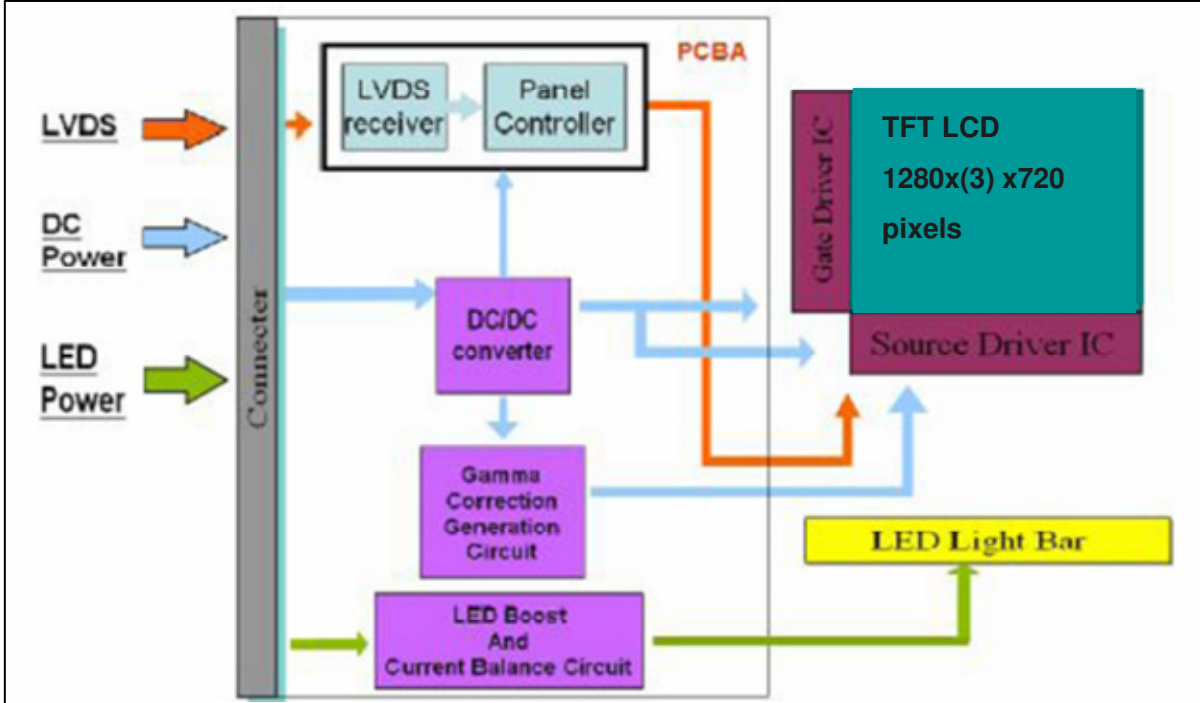 PCBA
LVDS
receiver
Panel
Controller
LVDS
DC
Power
LED
Power
Connecter
DC/DC
converter
Gamma
Correction
Generation
Circuit
LED Boost
And
Current Balance Circuit
Gate Driver IC
TFT LCD
1280x(3) x720
pixels
Source Driver IC
LED Light Bar